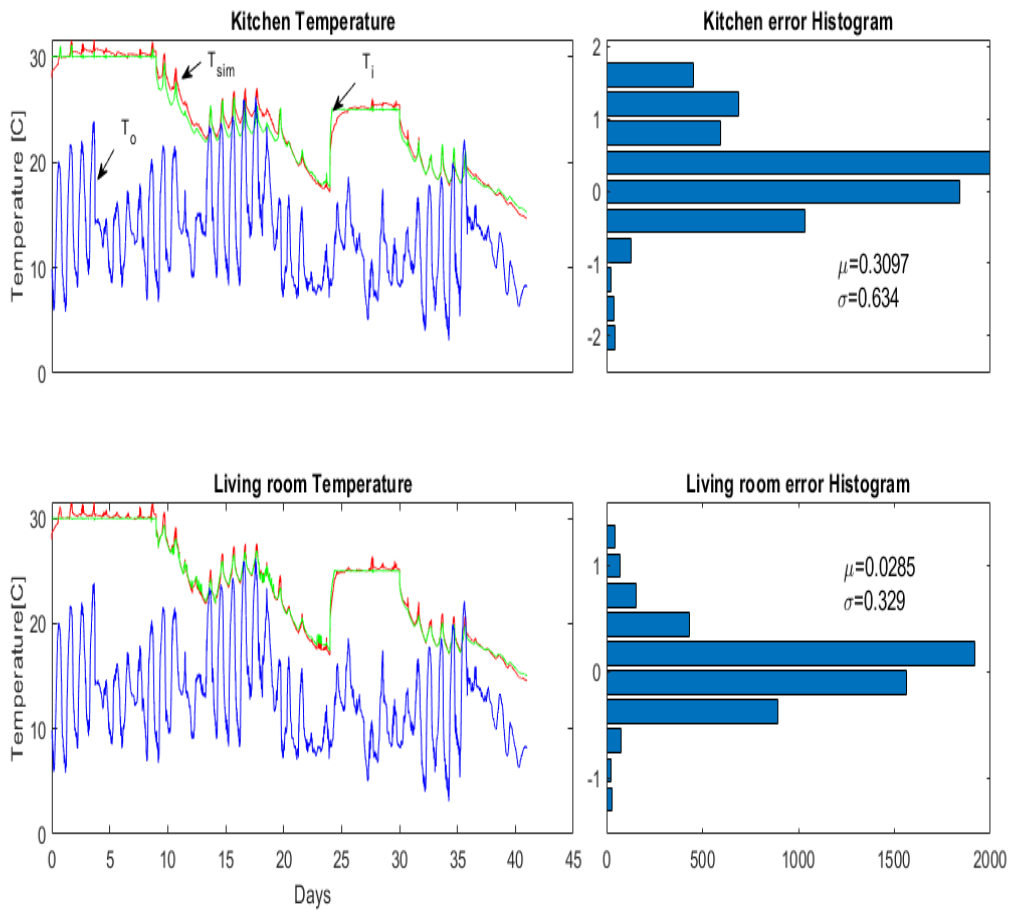 Kitchen Temperature
Temperature [C]
30
20
10
0
T_sim
T_i
T_o
Kitchen error Histogram
2
1
0
-1
-2
μ=0.3097
σ=0.634
Living room Temperature
Temperature[C]
30
20
10
0
0 5 10 15 20 25 30 35 40 45
Days
Living room error Histogram
1
0
-1
μ=0.0285
σ=0.329
0 500 1000 1500 2000